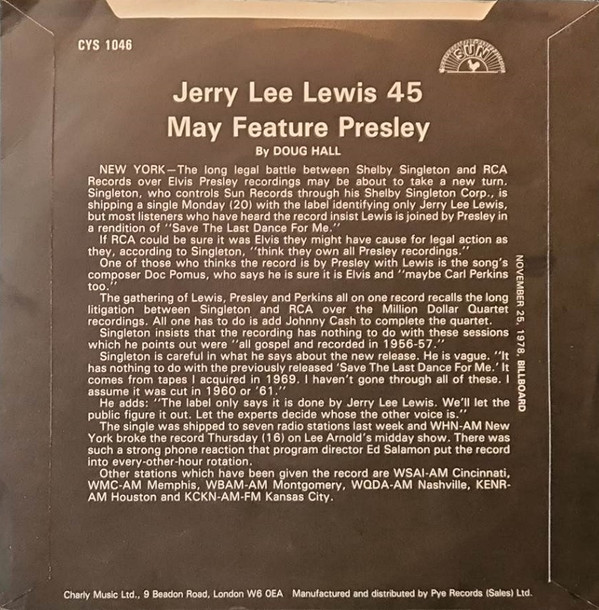 CYS 1046
SUN
Jerry Lee Lewis 45
May Feature Presley
By DOUG HALL
NEW YORK—The long legal battle between Shelby Singleton and RCA
Records over Elvis Presley recordings may be about to take a new turn.
Singleton, who controls Sun Records through his Shelby Singleton Corp., is
shipping a single Monday (20) with the label identifying only Jerry Lee Lewis,
but most listeners who have heard the record insist Lewis is joined by Presley in
a rendition of "Save The Last Dance For Me."
If RCA could be sure it was Elvis they might have cause for legal action as
they, according to Singleton, "think they own all Presley recordings."
One of those who thinks the record is by Presley with Lewis is the song's
composer Doc Pomus, who says he is sure it is Elvis and "maybe Carl Perkins
too."
The gathering of Lewis, Presley and Perkins all on one record recalls the long
litigation between Singleton and RCA over the Million Dollar Quartet
recordings. All one has to do is add Johnny Cash to complete the quartet.
Singleton insists that the recording has nothing to do with these sessions
which he points out were "all gospel and recorded in 1956-57."
Singleton is careful in what he says about the new release. He is vague. "It
has nothing to do with the previously released 'Save The Last Dance For Me.' It
comes from tapes I acquired in 1969. I haven't gone through all of these. I
assume it was cut in 1960 or '61."
He adds: "The label only says it is done by Jerry Lee Lewis. We'll let the
public figure it out. Let the experts decide whose the other voice is."
The single was shipped to seven radio stations last week and WHN-AM New
York broke the record Thursday (16) on Lee Arnold's midday show. There was
such a strong phone reaction that program director Ed Salamon put the record
into every-other-hour rotation.
Other stations which have been given the record are WSAI-AM Cincinnati,
WMC-AM Memphis, WBAM-AM Montgomery, WQDA-AM Nashville, KENR-
AM Houston and KCKN-AM-FM Kansas City.
NOVEMBER 25, 1978, BILLBOARD
Charly Music Ltd., 9 Beadon Road, London W6 0EA Manufactured and distributed by Pye Records (Sales) Ltd.